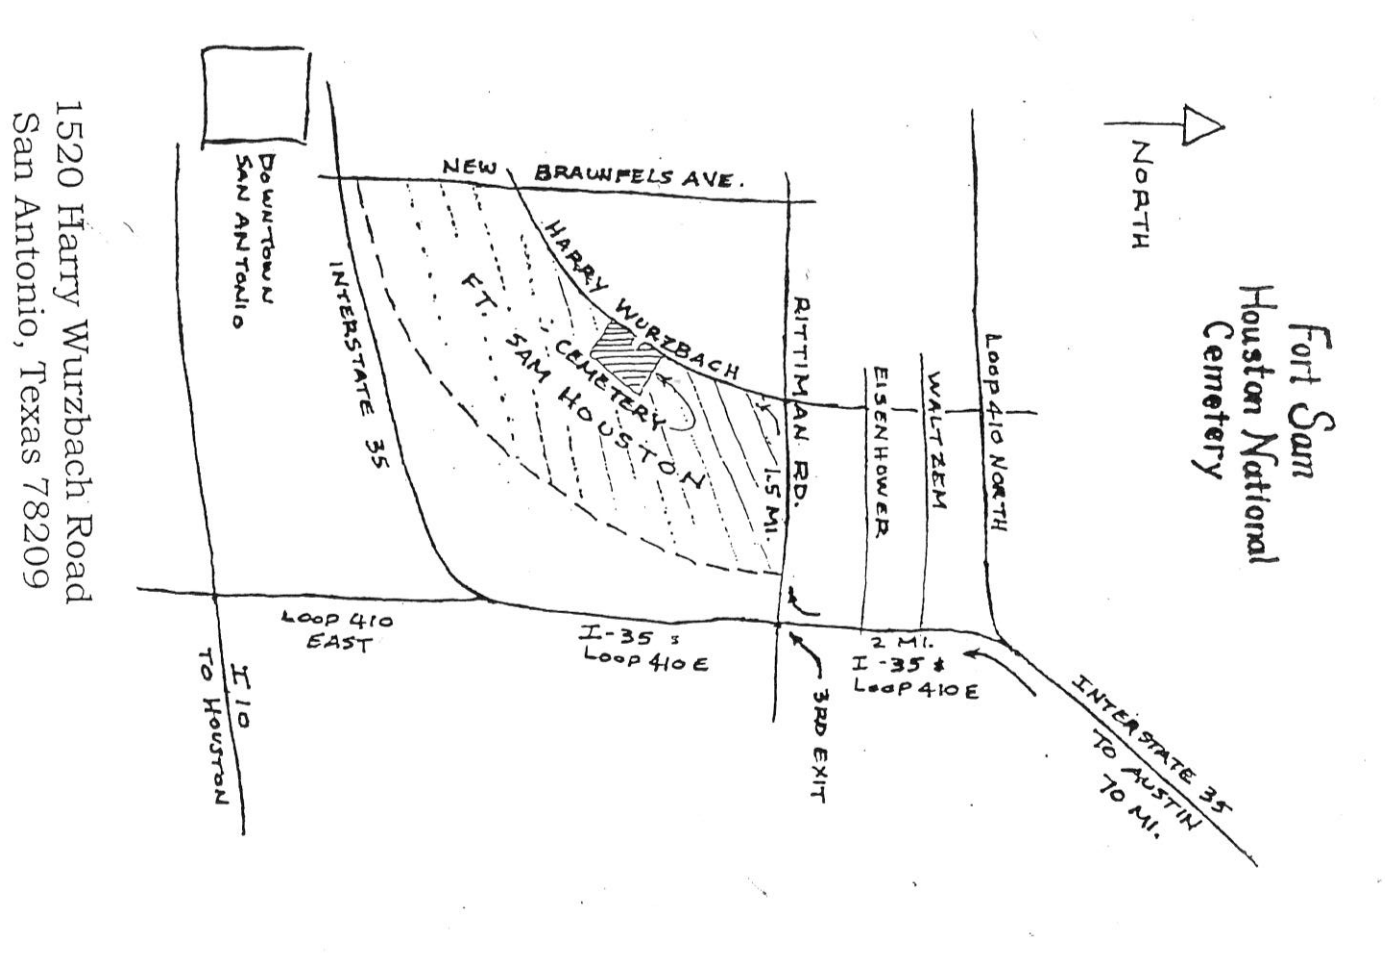 Fort Sam
Houston National
Cemetery
NORTH
LOOP 410 NORTH
WALTZEM
EISENHOWER
RITTIMAN RD.
1.5 MI.
NEW BRAUNFELS AVE.
HARRY WURZBACH
CEMETERY
FT. SAM HOUSTON
INTERSTATE 35
DOWNTOWN
SAN ANTONIO
LOOP 410
EAST
I-35 &
LOOP 410 E
2 MI.
I-35 &
LOOP 410 E
3RD EXIT
INTERSTATE 35
TO AUSTIN
70 MI.
I 10
TO HOUSTON
1520 Harry Wurzbach Road
San Antonio, Texas 78209